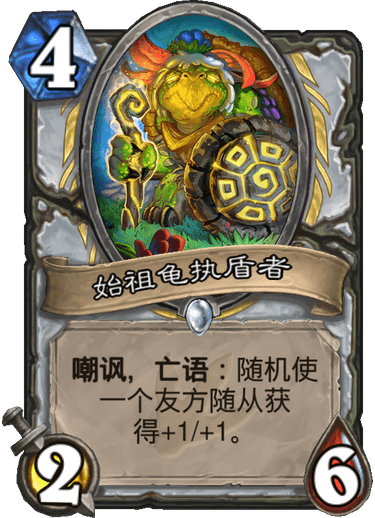 4
始祖龟执盾者
嘲讽，亡语：随机使
一个友方随从获
得+1/+1。
2
6